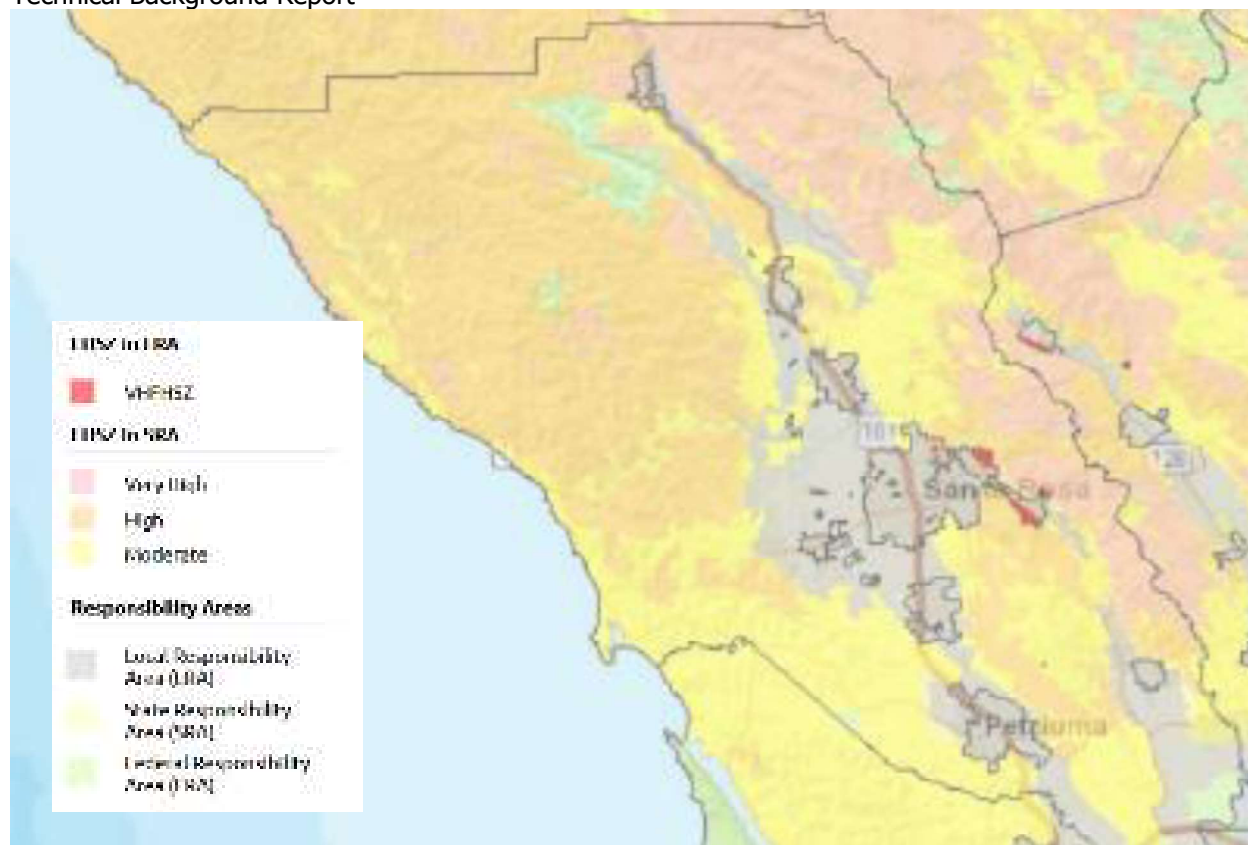 Technical Background Report
FHSZ in LRA
VHFHSZ
FHSZ in SRA
Very High
High
Moderate
Responsibility Areas
Local Responsibility
Area (LRA)
State Responsibility
Area (SRA)
Federal Responsibility
Area (FRA)
101
Santa Rosa
128
Petaluma